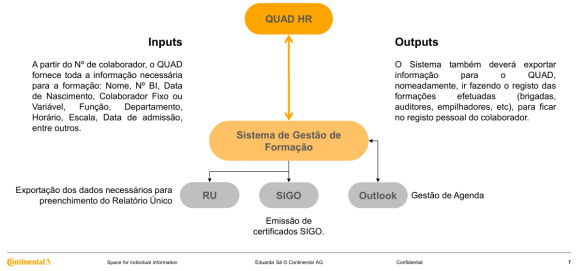 QUAD HR
Inputs
A partir do Nº de colaborador, o QUAD
fornece toda a informação necessária
para a formação: Nome, Nº BI, Data
de Nascimento, Colaborador Fixo ou
Variável, Função, Departamento,
Horário, Escala, Data de admissão,
entre outros.
Outputs
O Sistema também deverá exportar
informação para o QUAD,
nomeadamente, ir fazendo o registo das
formações efetuadas (brigadas,
auditores, empilhadores, etc), para ficar
no registo pessoal do colaborador.
Sistema de Gestão de
Formação
Exportação dos dados necessários para
preenchimento do Relatório Único
RU
SIGO
Outlook
Gestão de Agenda
Emissão de
certificados SIGO.
Continental
Space for individual information
Eduarda Sá © Continental AG
Confidential
7